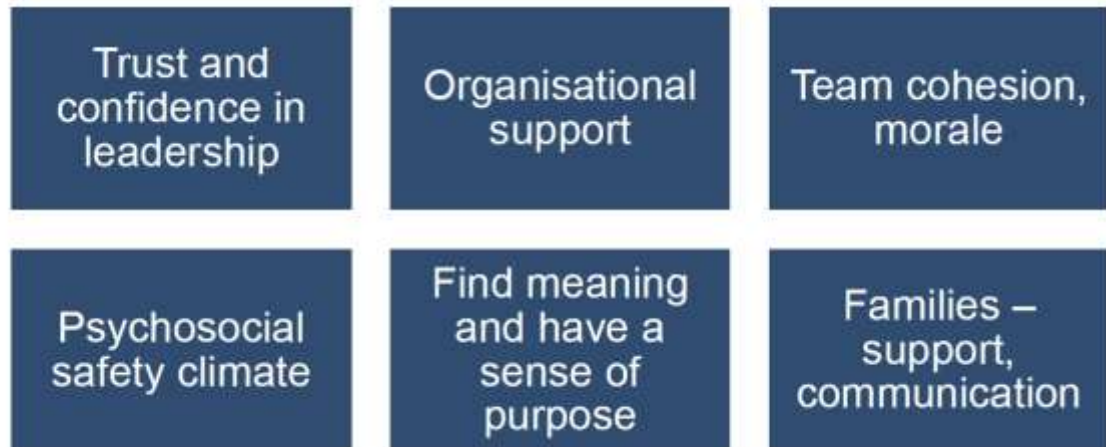 Trust and
confidence in
leadership
Organisational
support
Team cohesion,
morale
Psychosocial
safety climate
Find meaning
and have a
sense of
purpose
Families –
support,
communication